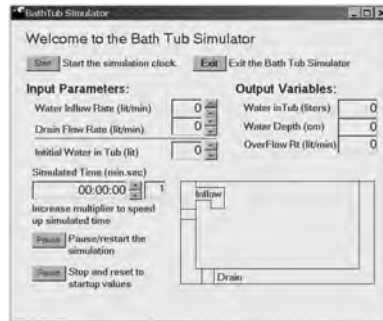 BathTub Simulator
Welcome to the Bath Tub Simulator
Start Start the simulation clock. Exit Exit the Bath Tub Simulator
Input Parameters: Output Variables:
Water Inflow Rate (lit/min) 0 Water inTub (liters) 0
Drain Flow Rate (lit/min) 0 Water Depth (cm) 0
Intitial Water in Tub (lit) 0 OverFlow Rt (lit/min) 0
Simulated Time (min.sec)
00:00:00 1
Inflow
Increase multiplier to speed
up simulated time
Pause Pause/restart the
simulation
Stop and reset to
startup values
Drain